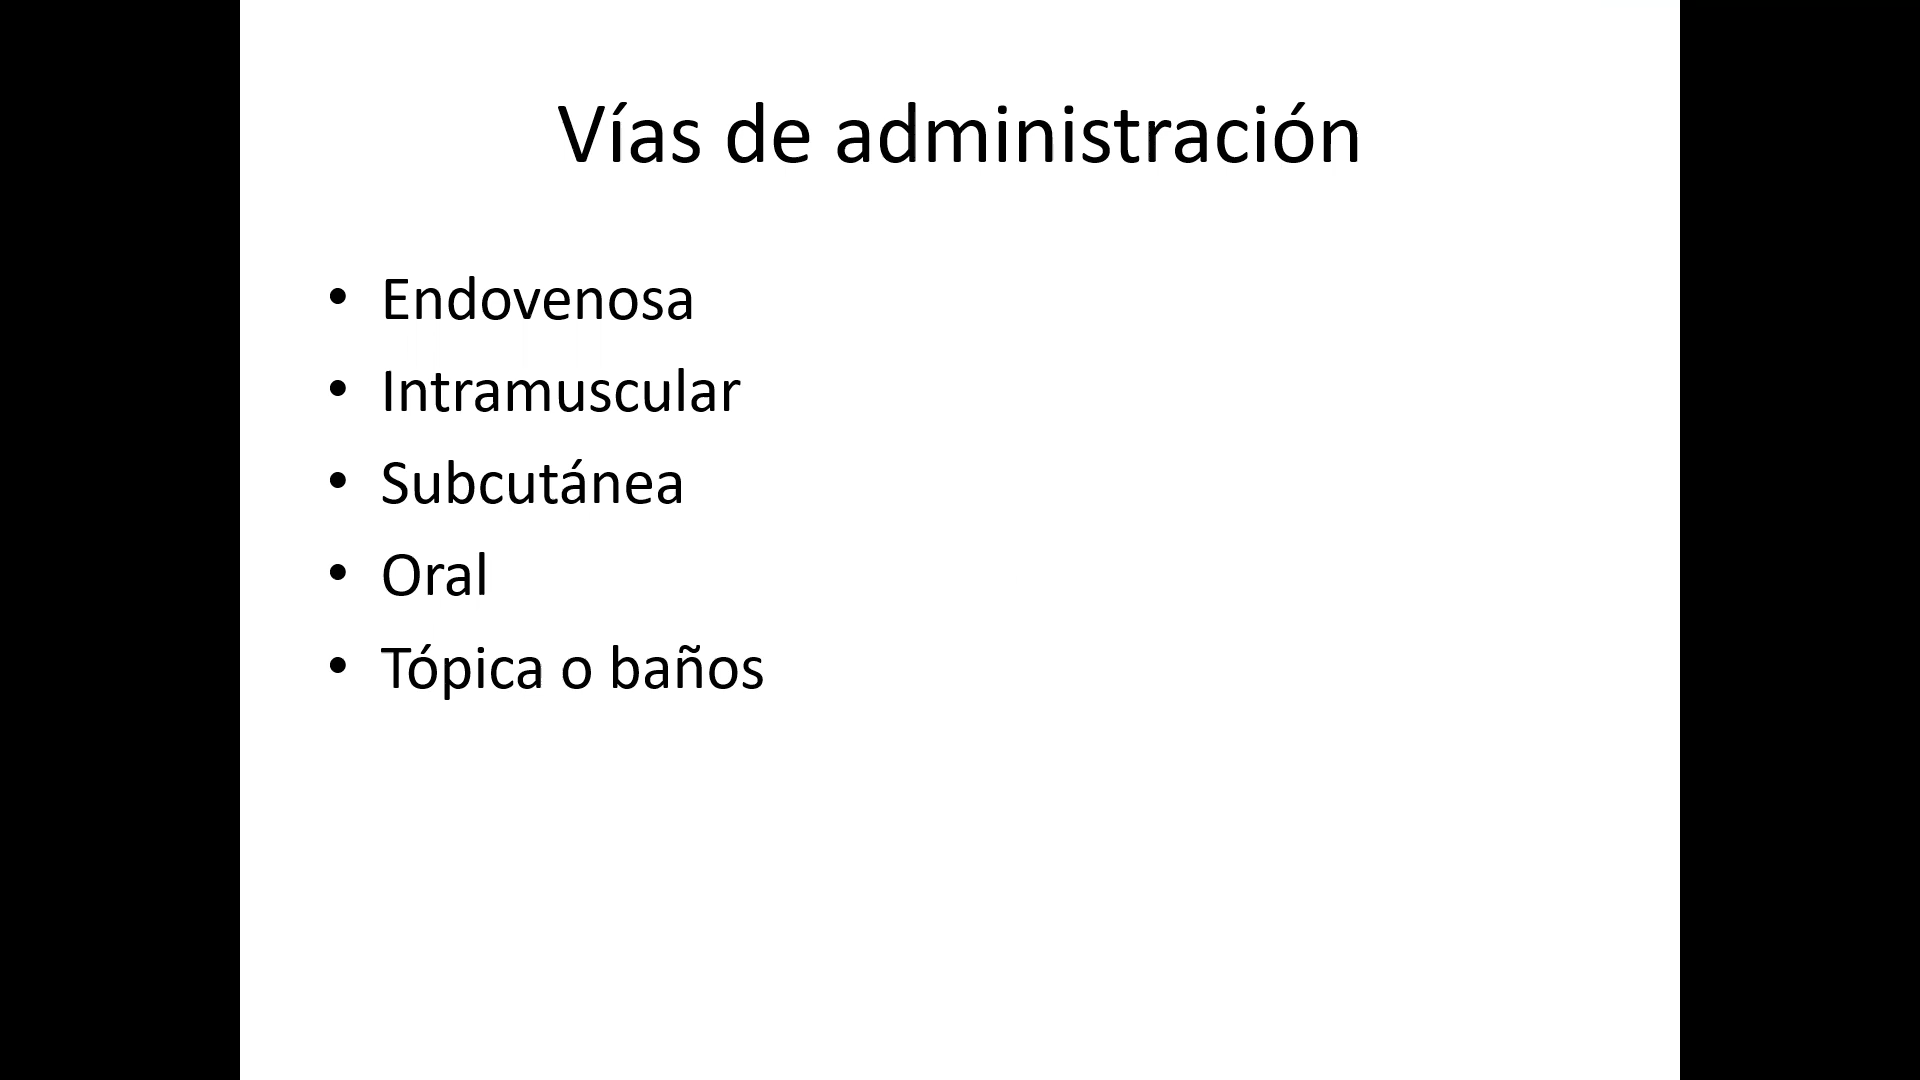 Vías de administración
• Endovenosa
• Intramuscular
• Subcutánea
• Oral
• Tópica o baños